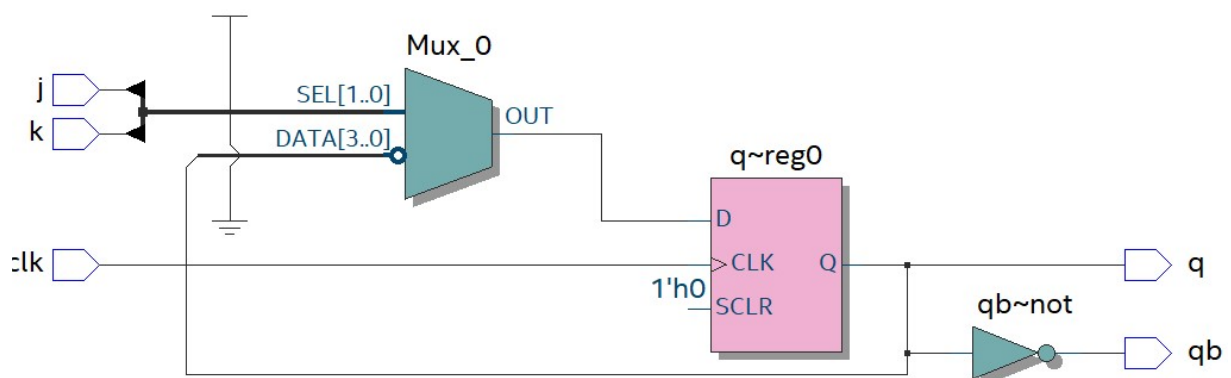 Mux_0
j
SEL[1..0]
OUT
k
DATA[3..0]
q~reg0
D
clk
CLK
Q
q
1'h0
SCLR
qb~not
qb